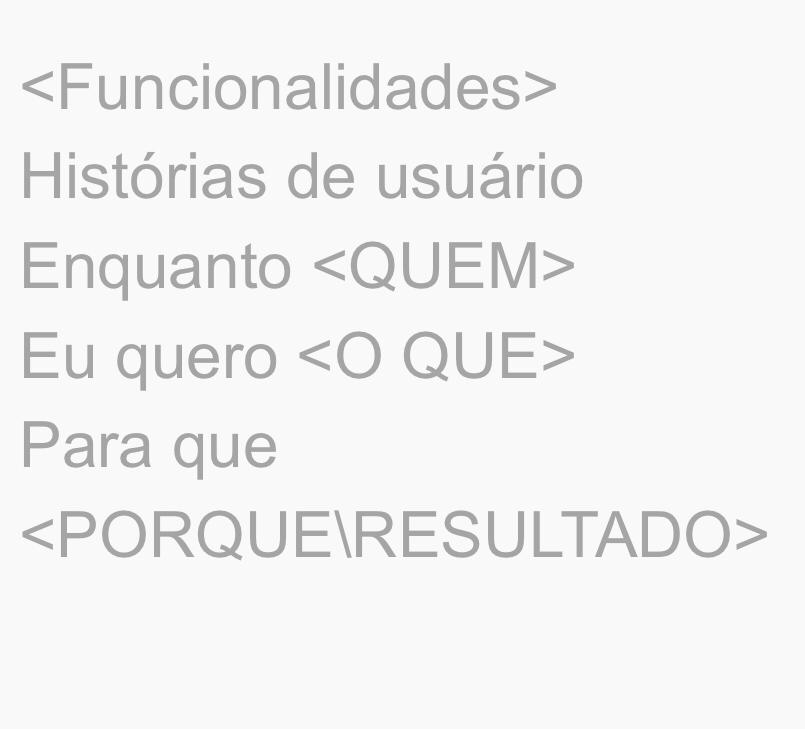 <Funcionalidades>
Histórias de usuário
Enquanto <QUEM>
Eu quero <O QUE>
Para que
<PORQUE\RESULTADO>